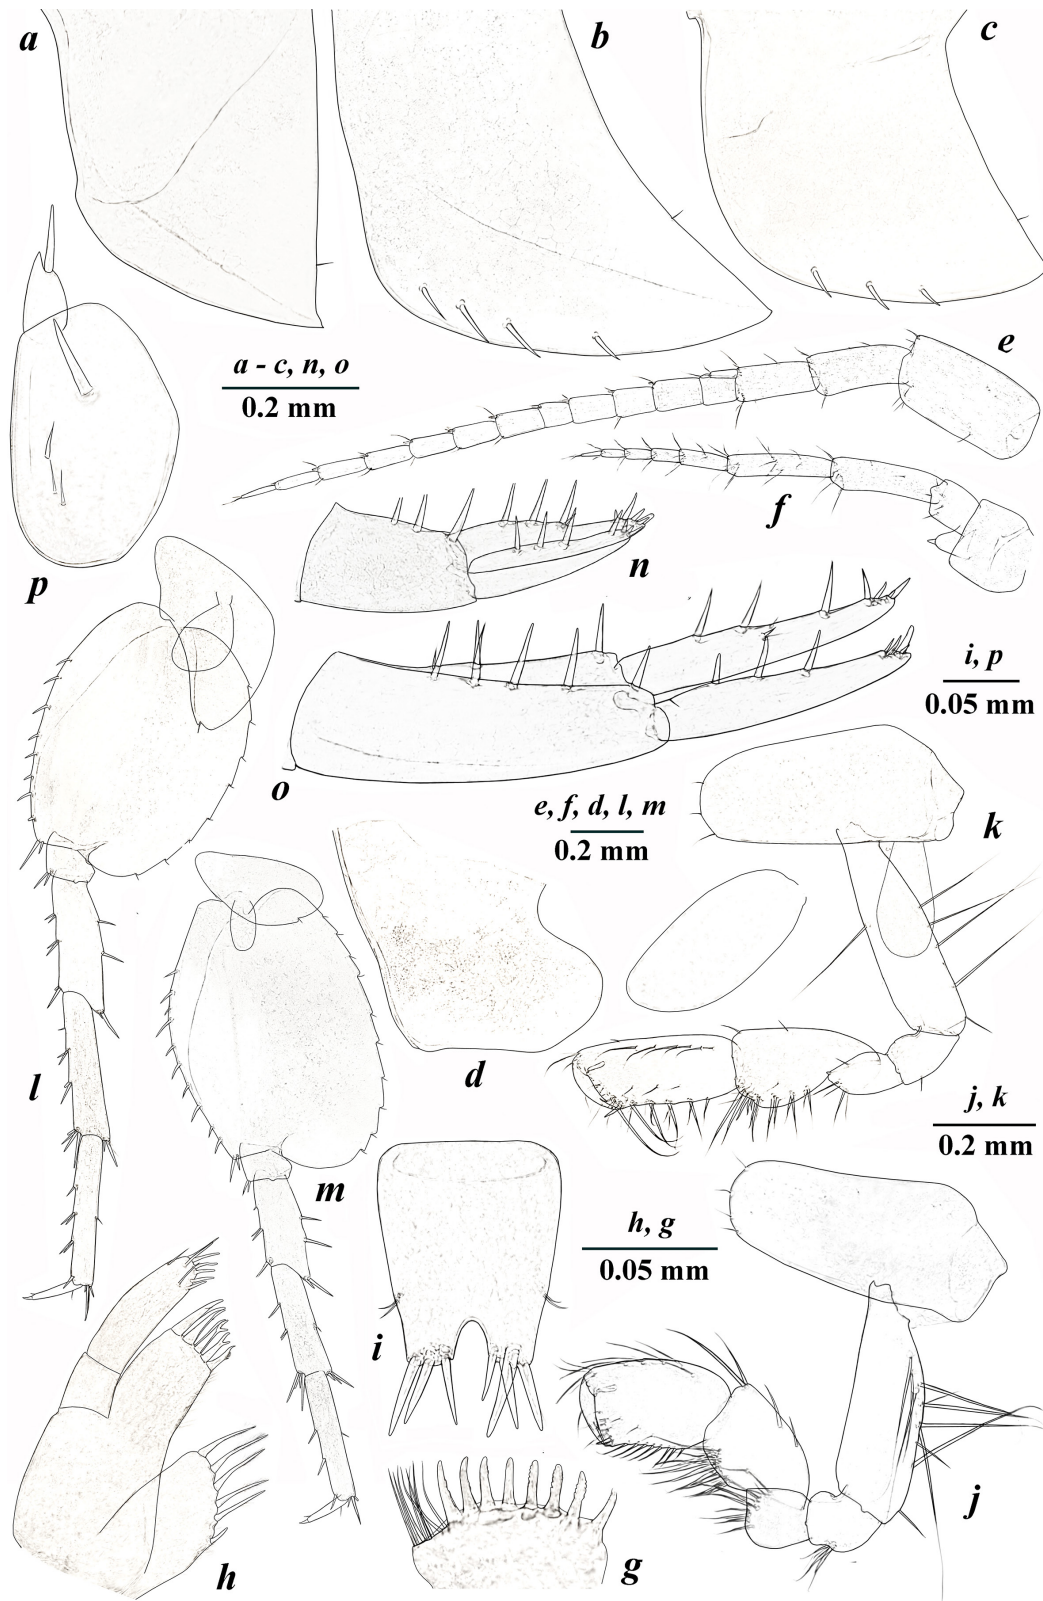 a
b
c
a - c, n, o
0.2 mm
e
f
n
p
i, p
0.05 mm
o
e, f, d, l, m
0.2 mm
k
d
l
j, k
0.2 mm
m
h, g
0.05 mm
i
j
h
g